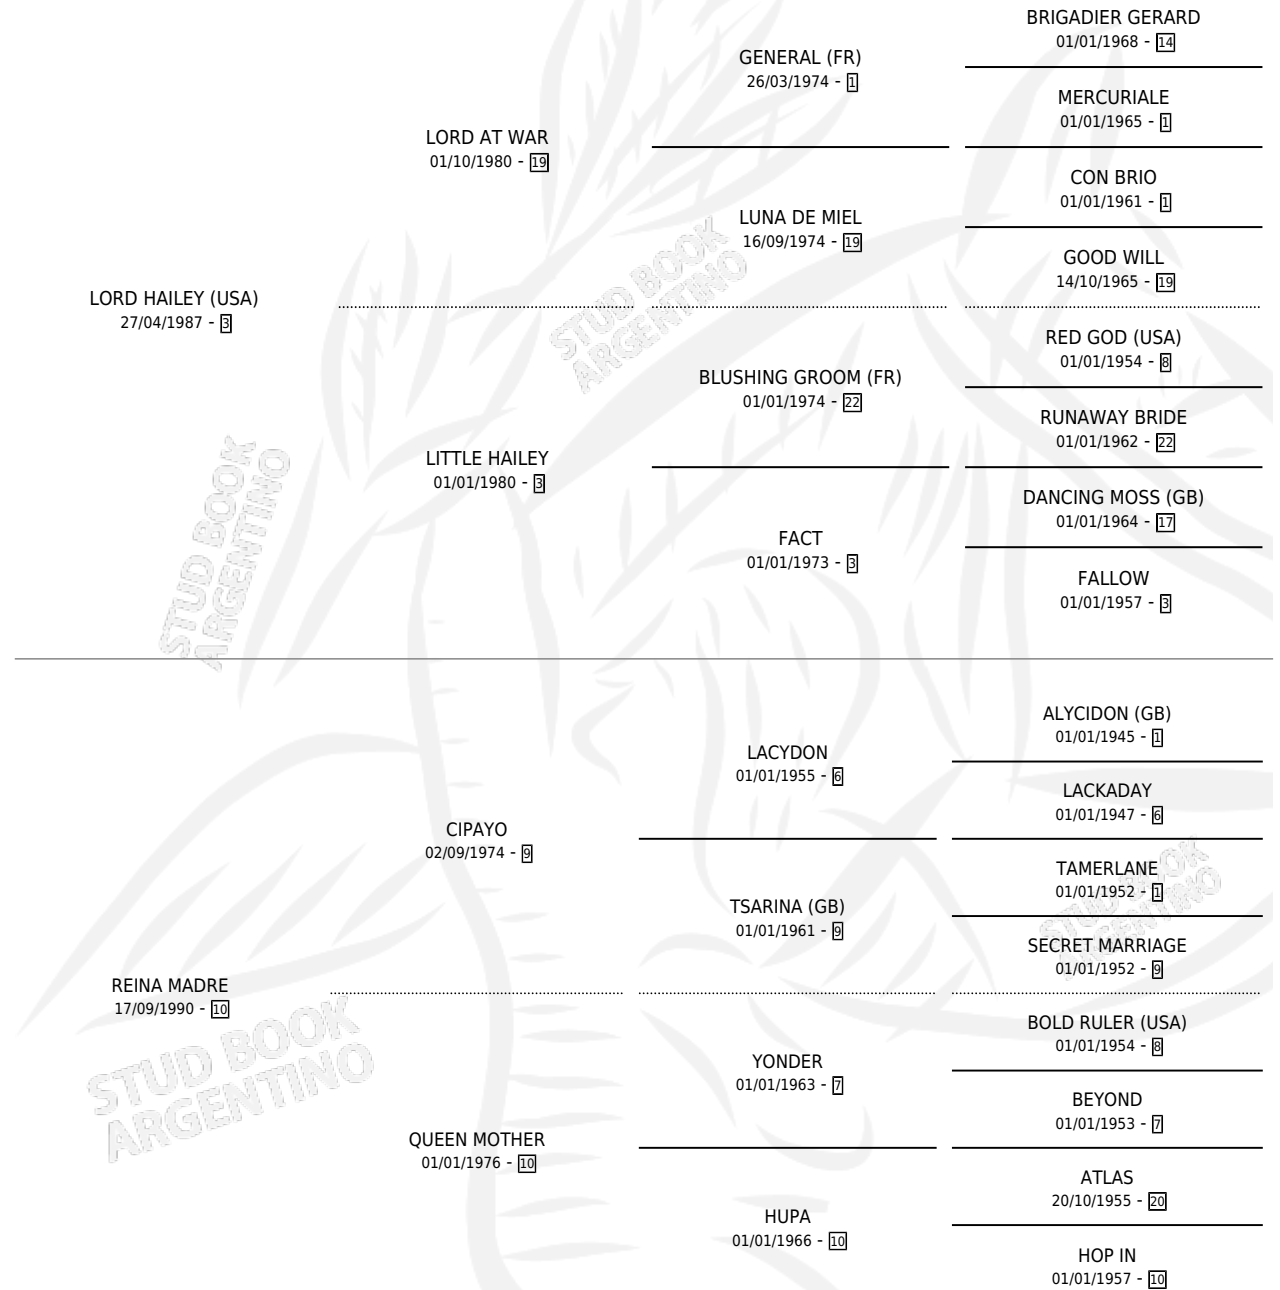 BRIGADIER GERARD
01/01/1968 - 14
GENERAL (FR)
26/03/1974 - 1
MERCURIALE
01/01/1965 - 1
LORD AT WAR
01/10/1980 - 19
CON BRIO
01/01/1961 - 1
LUNA DE MIEL
16/09/1974 - 19
GOOD WILL
14/10/1965 - 19
LORD HAILEY (USA)
27/04/1987 - 3
STUD BOOK
ARGENTINO
RED GOD (USA)
01/01/1954 - 8
BLUSHING GROOM (FR)
01/01/1974 - 22
RUNAWAY BRIDE
01/01/1962 - 22
LITTLE HAILEY
01/01/1980 - 3
DANCING MOSS (GB)
01/01/1964 - 17
FACT
01/01/1973 - 3
FALLOW
01/01/1957 - 3
STUD BOOK
ARGENTINO
ALYCIDON (GB)
01/01/1945 - 1
LACYDON
01/01/1955 - 6
LACKADAY
01/01/1947 - 6
CIPAYO
02/09/1974 - 9
TAMERLANE
01/01/1952 - 1
TSARINA (GB)
01/01/1961 - 9
STUD BOOK
ARGENTINO
SECRET MARRIAGE
01/01/1952 - 9
REINA MADRE
17/09/1990 - 10
BOLD RULER (USA)
01/01/1954 - 8
YONDER
01/01/1963 - 7
STUD BOOK
ARGENTINO
BEYOND
01/01/1953 - 7
QUEEN MOTHER
01/01/1976 - 10
ATLAS
20/10/1955 - 20
HUPA
01/01/1966 - 10
HOP IN
01/01/1957 - 10